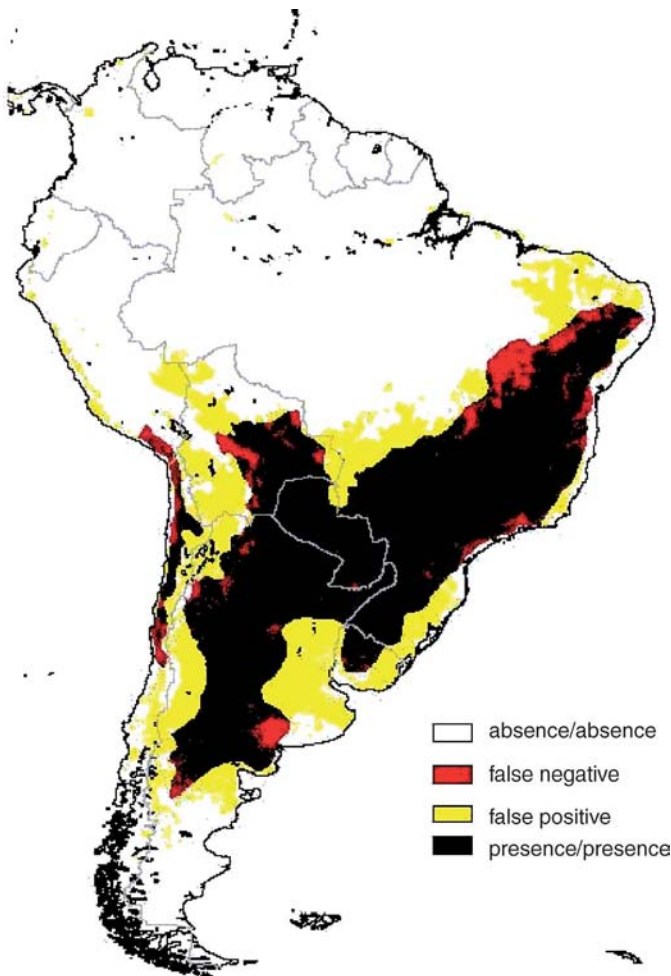 absence/absence
false negative
false positive
presence/presence